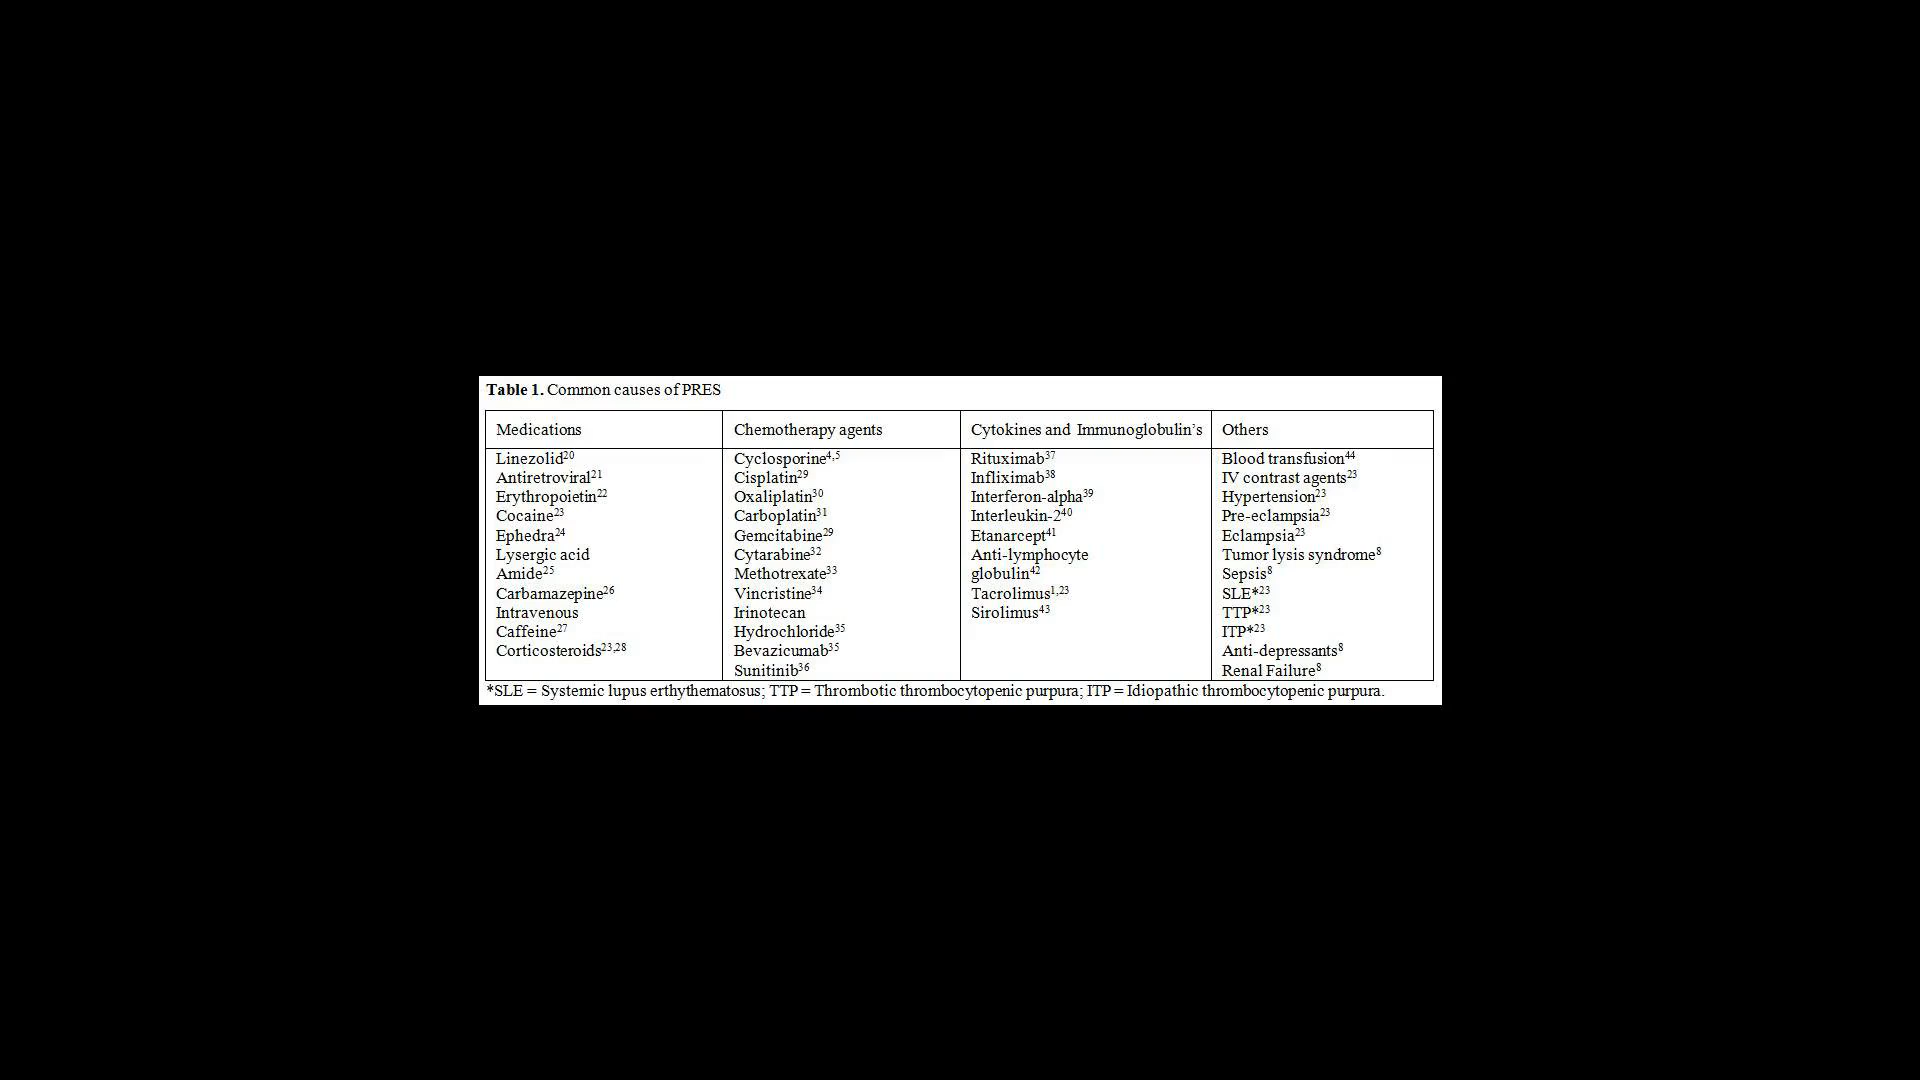 Table 1. Common causes of PRES
Medications
Linezolid20
Antiretroviral21
Erythropoietin22
Cocaine23
Ephedra24
Lysergic acid
Amide25
Carbamazepine26
Intravenous
Caffeine27
Corticosteroids23,28
Chemotherapy agents
Cyclosporine4,5
Cisplatin29
Oxaliplatin30
Carboplatin31
Gemcitabine29
Cytarabine32
Methotrexate33
Vincristine34
Irinotecan
Hydrochloride35
Bevazicumab35
Sunitinib36
Cytokines and Immunoglobulin's
Rituximab37
Infliximab38
Interferon-alpha39
Interleukin-240
Etanarcept41
Anti-lymphocyte
globulin42
Tacrolimus1,23
Sirolimus43
Others
Blood transfusion44
IV contrast agents23
Hypertension23
Pre-eclampsia23
Eclampsia23
Tumor lysis syndrome8
Sepsis8
SLE*23
TTP*23
ITP*23
Anti-depressants8
Renal Failure8
*SLE = Systemic lupus erthythematosus; TTP = Thrombotic thrombocytopenic purpura; ITP = Idiopathic thrombocytopenic purpura.